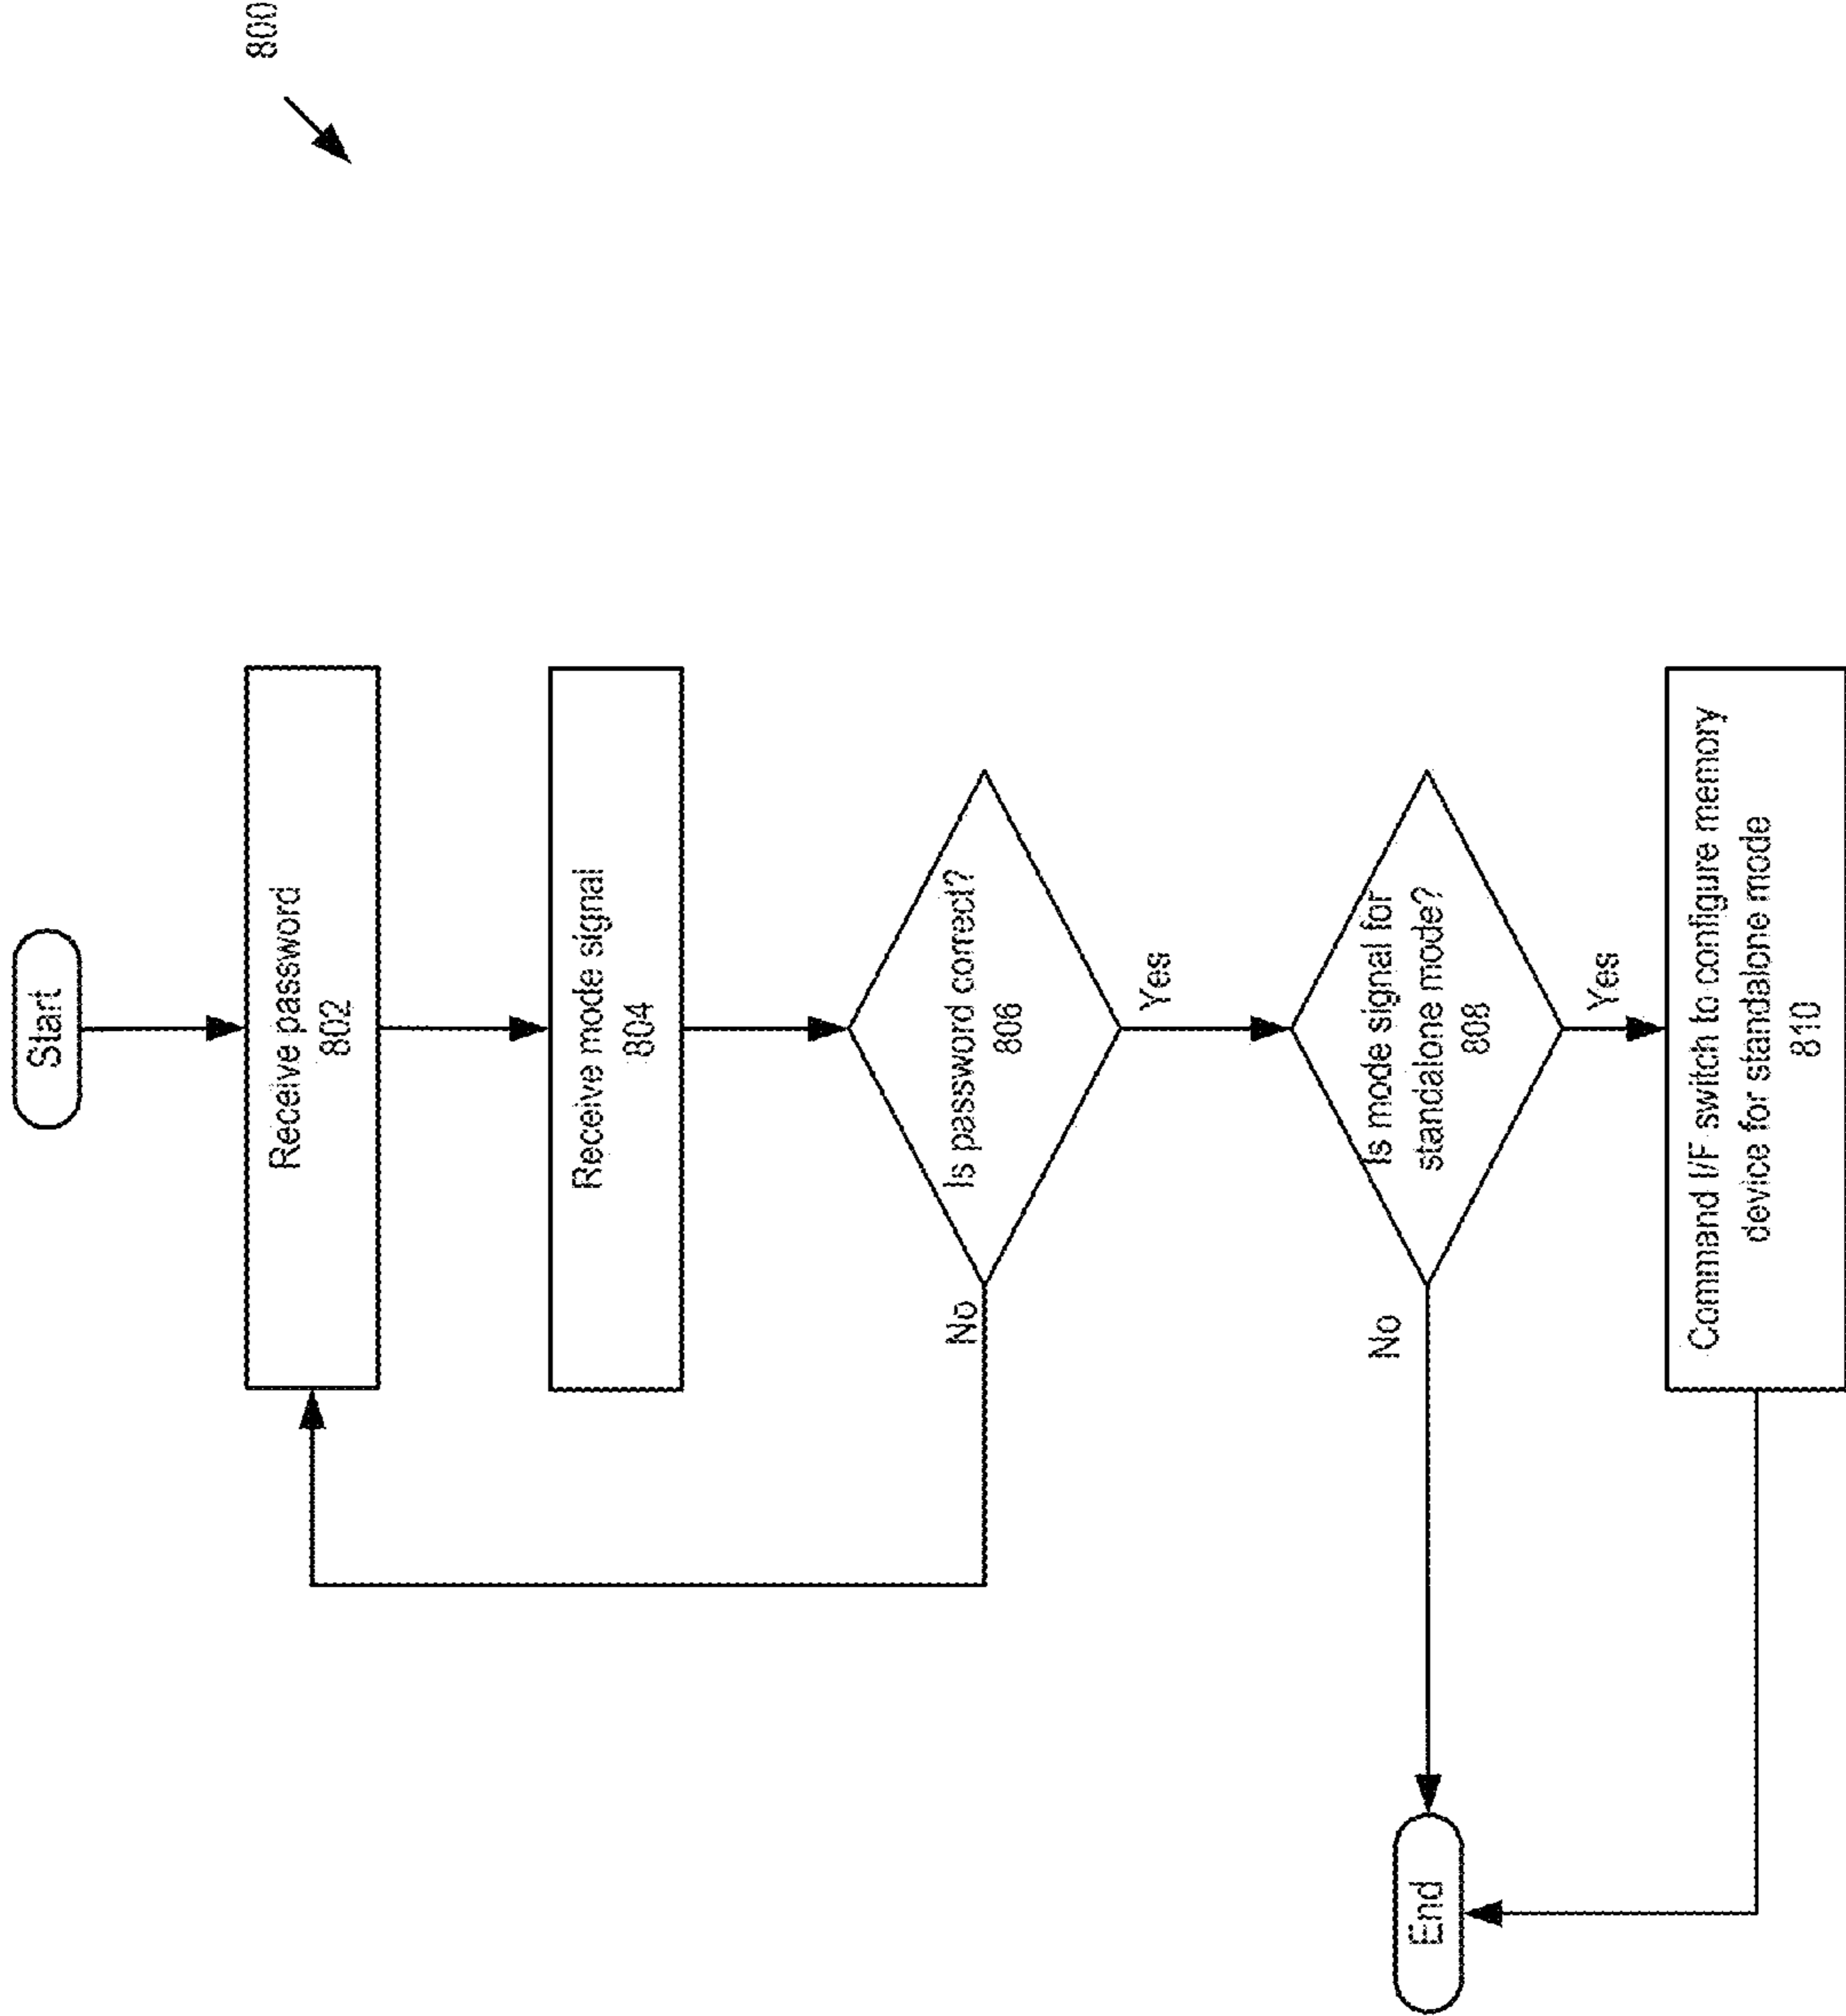 800
Start
Receive password
802
Receive mode signal
804
Is password correct?
806
No
Yes
Is mode signal for
standalone mode?
808
No
Yes
Command I/F switch to configure memory
device for standalone mode
810
End